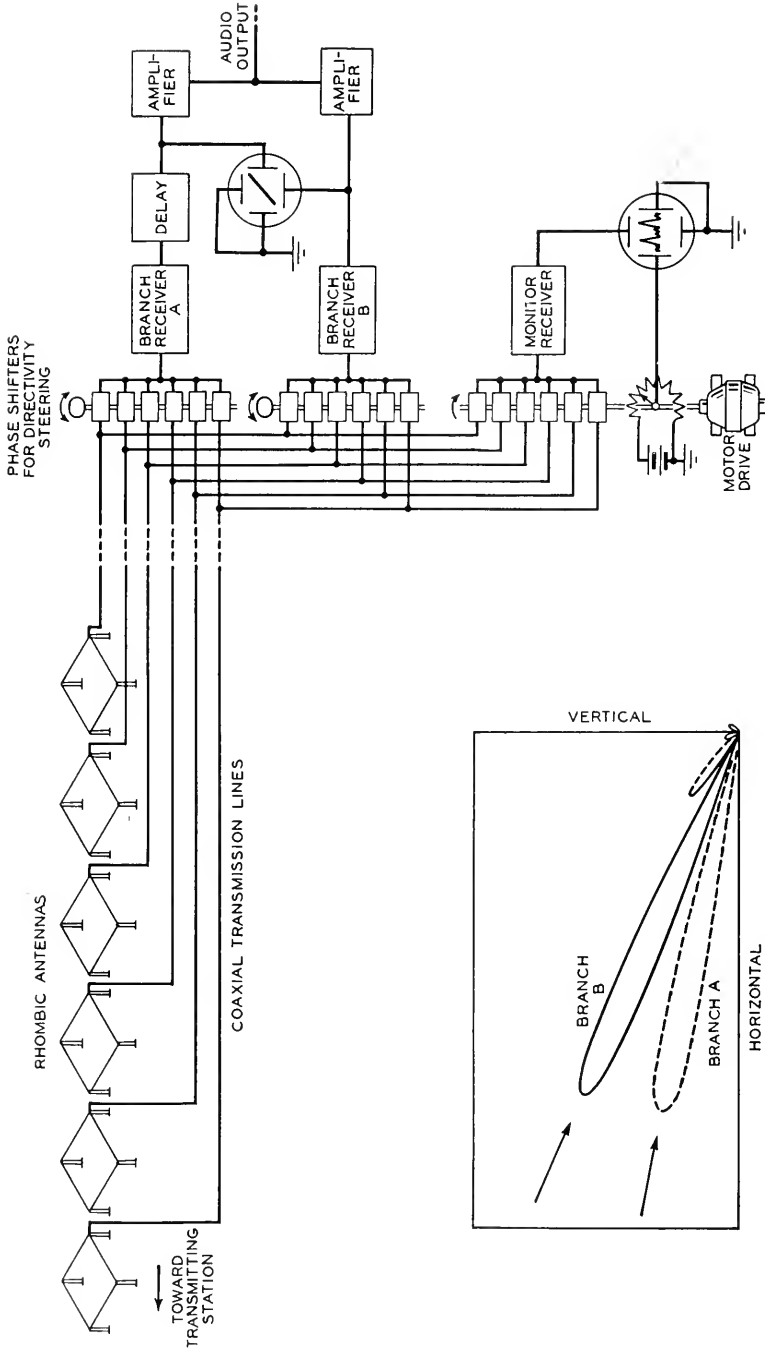 RHOMBIC ANTENNAS
TOWARD
TRANSMITTING
STATION
COAXIAL TRANSMISSION LINES
PHASE SHIFTERS
FOR DIRECTIVITY
STEERING
BRANCH
RECEIVER
A
DELAY
AMPLI-
FIER
AUDIO
OUTPUT
BRANCH
RECEIVER
B
AMPLI-
FIER
MONITOR
RECEIVER
MOTOR
DRIVE
VERTICAL
BRANCH
B
BRANCH A
HORIZONTAL